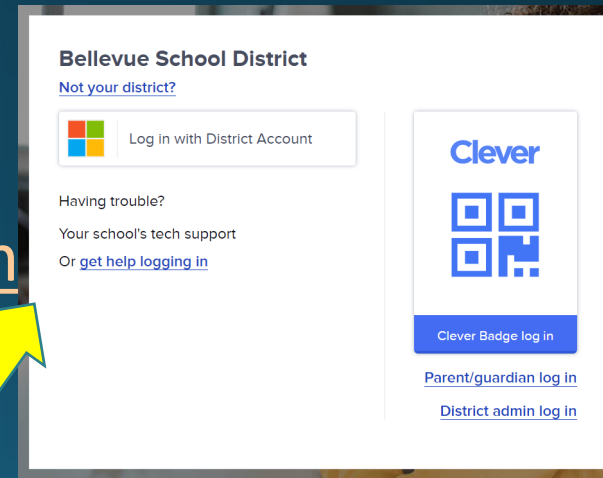 Bellevue School District
Not your district?
Log in with District Account
Having trouble?
Your school's tech support
Or get help logging in
Clever
Clever Badge log in
Parent/guardian log in
District admin log in